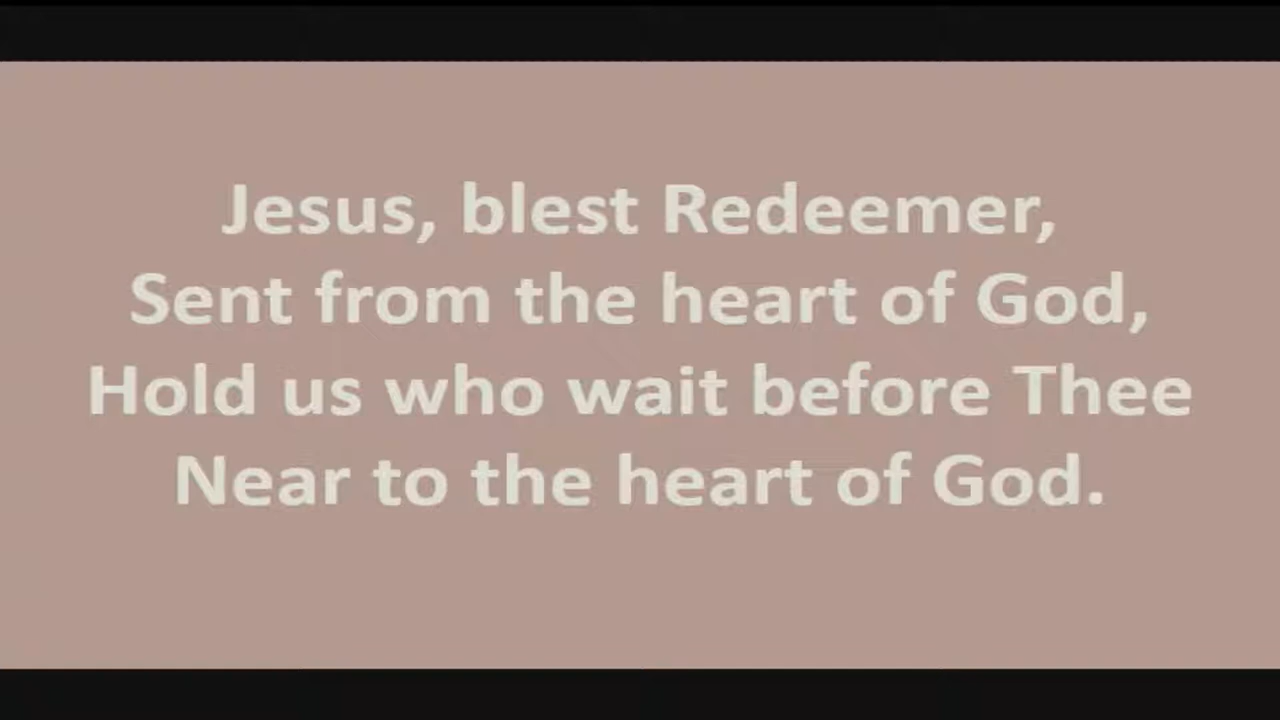 Jesus, blest Redeemer,
Sent from the heart of God,
Hold us who wait before Thee
Near to the heart of God.